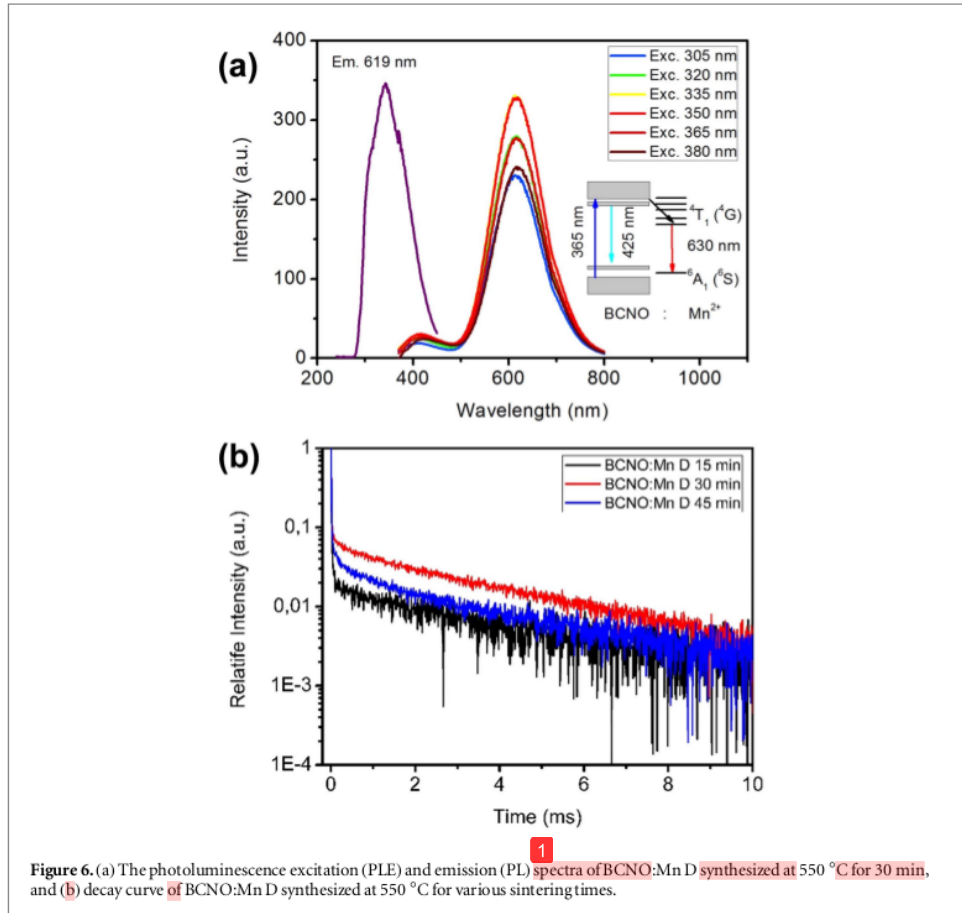 (a)
Em. 619 nm
Exc. 305 nm
Exc. 320 nm
Exc. 335 nm
Exc. 350 nm
Exc. 365 nm
Exc. 380 nm
400
300
200
100
0
Intensity (a.u.)
365 nm
425 nm
⁴T₁ (⁴G)
630 nm
⁶A₁ (⁶S)
BCNO : Mn²⁺
200 400 600 800 1000
Wavelength (nm)
(b)
BCNO:Mn D 15 min
BCNO:Mn D 30 min
BCNO:Mn D 45 min
1
0,1
0,01
1E-3
1E-4
Relatife Intensity (a.u.)
0 2 4 6 8 10
Time (ms)
1
Figure 6. (a) The photoluminescence excitation (PLE) and emission (PL) spectra of BCNO:Mn D synthesized at 550 °C for 30 min,
and (b) decay curve of BCNO:Mn D synthesized at 550 °C for various sintering times.